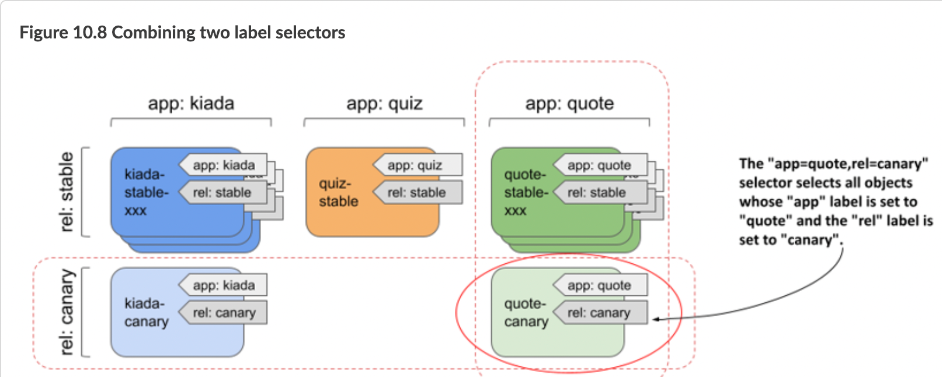 Figure 10.8 Combining two label selectors
app: kiada
app: quiz
app: quote
rel: stable
kiada-
stable-
xxx
app: kiada
rel: stable
quiz-
stable
app: quiz
rel: stable
quote-
stable-
xxx
app: quote
rel: stable
The "app=quote,rel=canary"
selector selects all objects
whose "app" label is set to
"quote" and the "rel" label is
set to "canary".
rel: canary
kiada-
canary
app: kiada
rel: canary
quote-
canary
app: quote
rel: canary